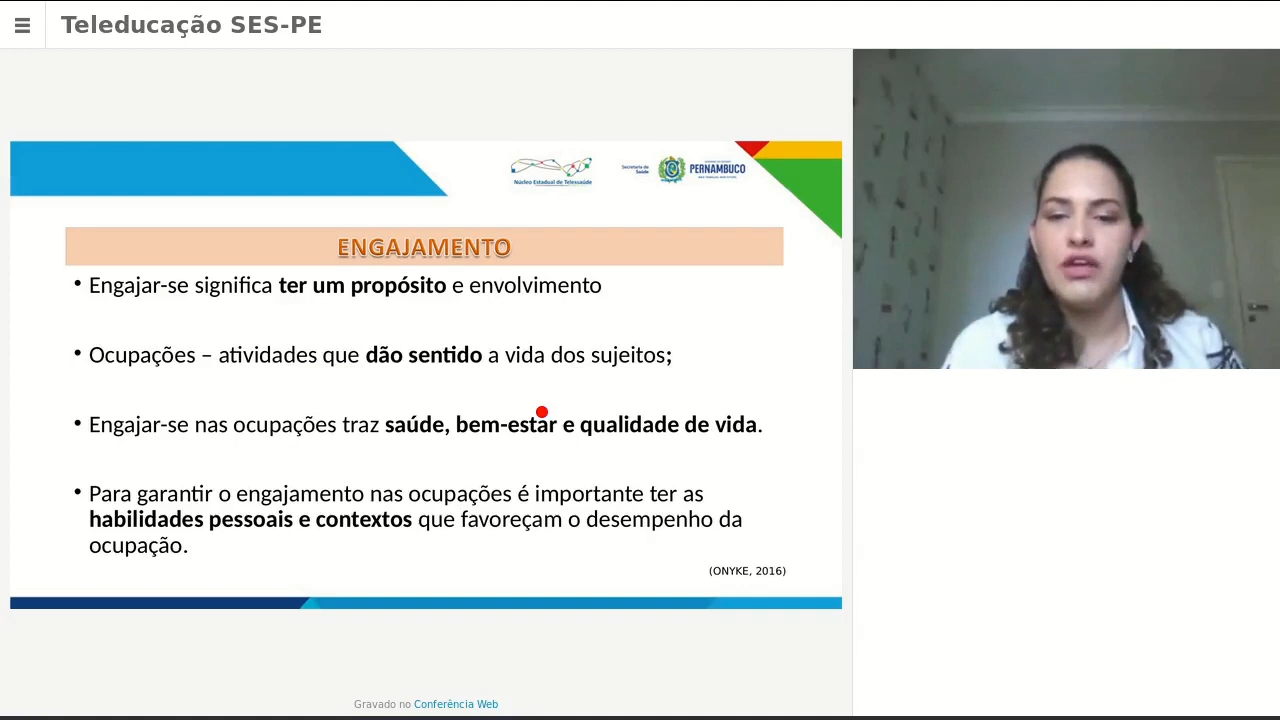 Teleducação SES-PE
Núcleo Estadual de Telessaúde
Secretaria de
Saúde
PERNAMBUCO
ENGAJAMENTO
• Engajar-se significa ter um propósito e envolvimento
• Ocupações – atividades que dão sentido a vida dos sujeitos;
• Engajar-se nas ocupações traz saúde, bem-estar e qualidade de vida.
• Para garantir o engajamento nas ocupações é importante ter as
habilidades pessoais e contextos que favoreçam o desempenho da
ocupação.
(ONYKE, 2016)
Gravado no Conferência Web